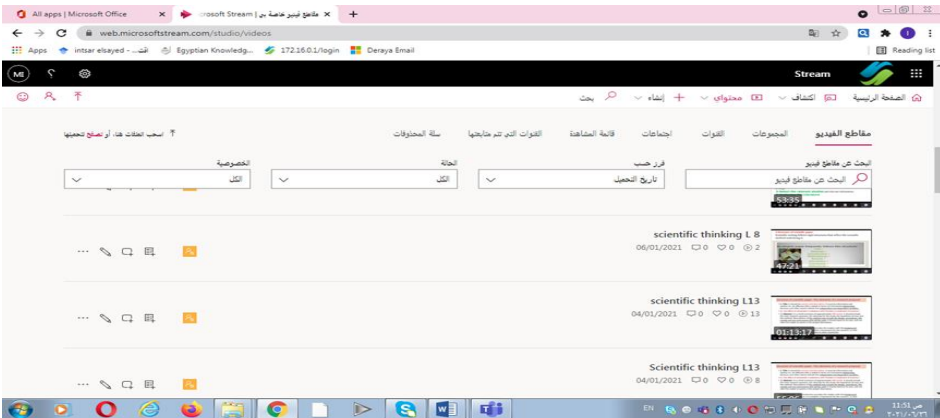 All apps | Microsoft Office
مقاطع فيديو خاصة بي | crosoft Stream
web.microsoftstream.com/studio/videos
Apps
intsar elsayed - ...
Egyptian Knowledg...
172.16.0.1/login
Deraya Email
Reading list
MI
Stream
الصفحة الرئيسية
اكتشاف
محتواي
إنشاء
بحث
مقاطع الفيديو
المجموعات
القنوات
اجتماعات
قائمة المشاهدة
القنوات التي تتم متابعتها
سلة المحذوفات
اسحب الملفات هنا، أو تصفح لتحميلها
البحث عن مقاطع فيديو
فرز حسب
الحالة
الخصوصية
البحث عن مقاطع فيديو
تاريخ التحميل
الكل
الكل
53:35
scientific thinking L 8
06/01/2021 0 0 2
47:21
scientific thinking L13
04/01/2021 0 0 13
01:13:17
Scientific thinking L13
04/01/2021 0 0 8
EN
11:51 ص